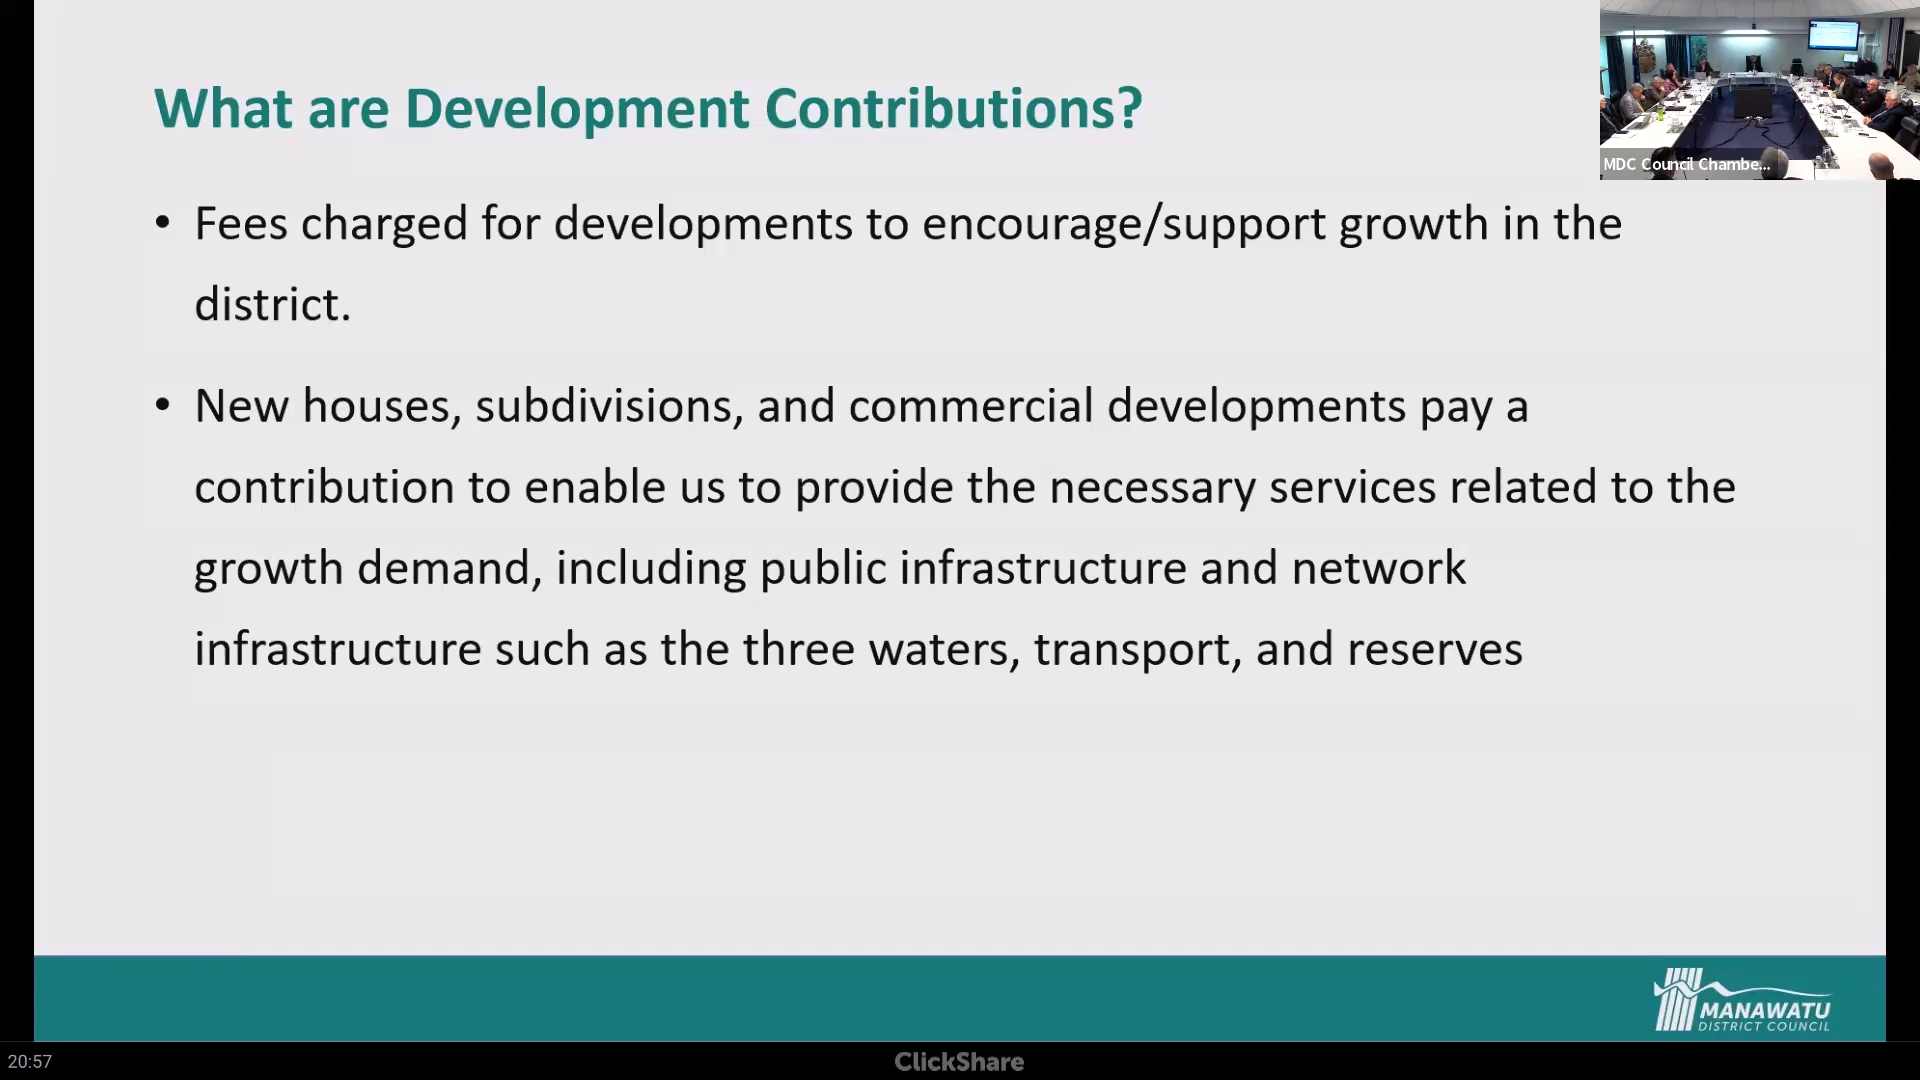 What are Development Contributions?
MDC Council Chambe...
• Fees charged for developments to encourage/support growth in the
district.
• New houses, subdivisions, and commercial developments pay a
contribution to enable us to provide the necessary services related to the
growth demand, including public infrastructure and network
infrastructure such as the three waters, transport, and reserves
MANAWATU
DISTRICT COUNCIL
20:57
ClickShare